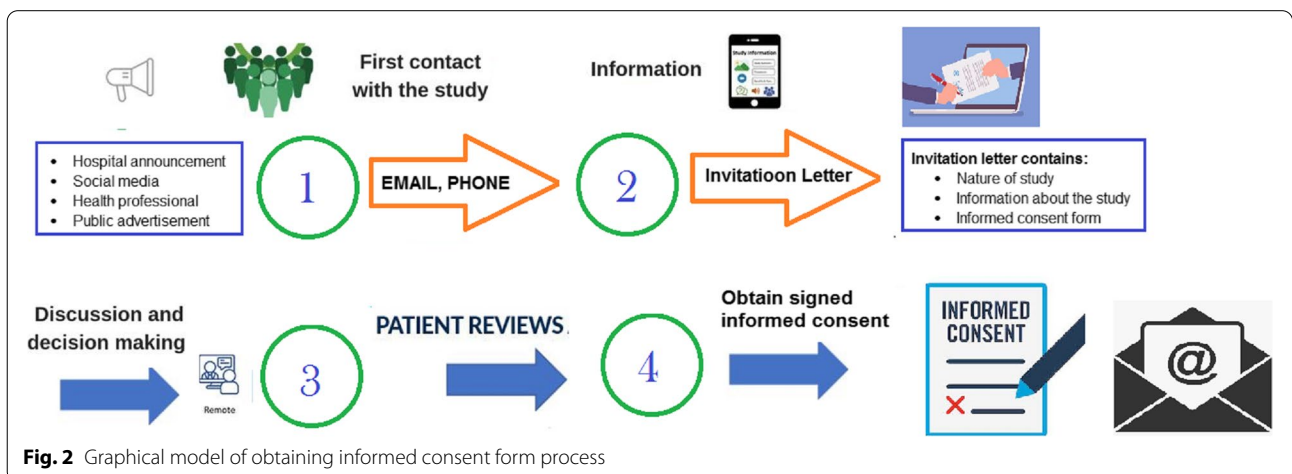 First contact
with the study
Information
Study Information
• Hospital announcement
• Social media
• Health professional
• Public advertisement
1
EMAIL, PHONE
2
Invitatioon Letter
Invitation letter contains:
• Nature of study
• Information about the study
• Informed consent form
Discussion and
decision making
Remote
3
PATIENT REVIEWS.
4
Obtain signed
informed consent
INFORMED
CONSENT
@
Fig. 2 Graphical model of obtaining informed consent form process